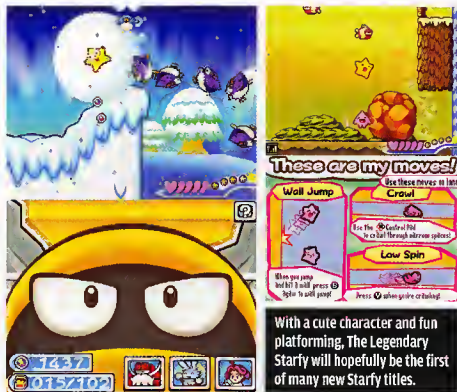 These are my moves!
Use these moves on land
Wall Jump
Crawl
Use the Control Pad
to crawl through narrow spaces!
When you jump
and hit a wall press B
again to wall jump!
Low Spin
Press Y when you're crawling!
1437
015/102
With a cute character and fun
platforming, The Legendary
Starfy will hopefully be the first
of many new Starfy titles.